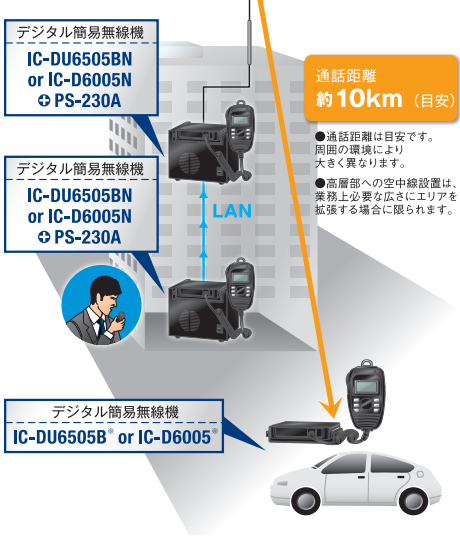 デジタル簡易無線機
IC-DU6505BN
or IC-D6005N
✚ PS-230A
通話距離
約10km（目安）
●通話距離は目安です。
周囲の環境により
大きく異なります。
●高層部への空中線設置は、
業務上必要な広さにエリアを
拡張する場合に限られます。
デジタル簡易無線機
IC-DU6505BN
or IC-D6005N
✚ PS-230A
LAN
デジタル簡易無線機
IC-DU6505B※ or IC-D6005※